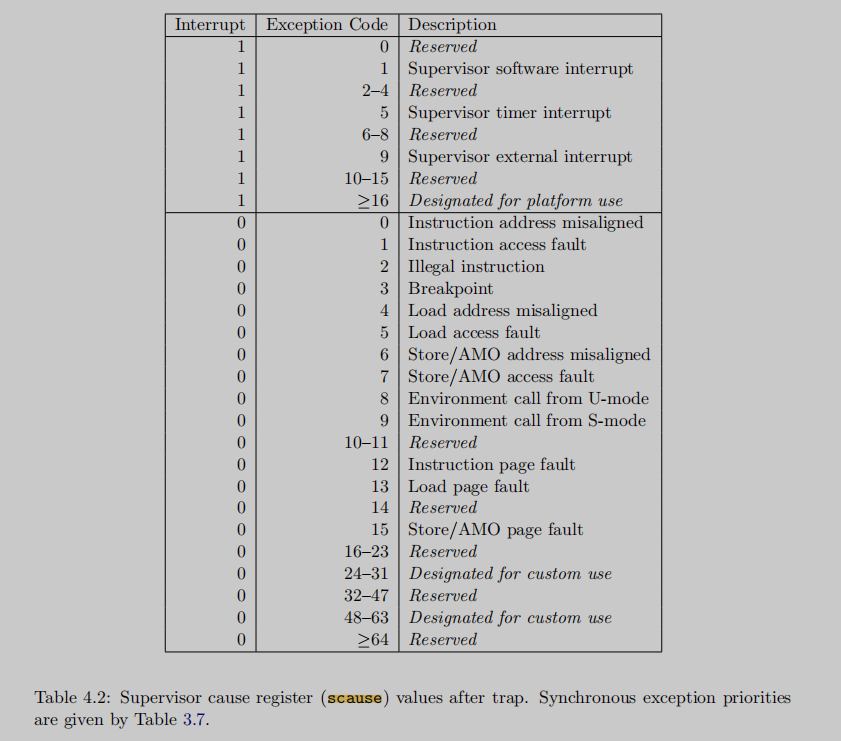 Interrupt Exception Code Description
1 0 Reserved
1 1 Supervisor software interrupt
1 2–4 Reserved
1 5 Supervisor timer interrupt
1 6–8 Reserved
1 9 Supervisor external interrupt
1 10–15 Reserved
1 ≥16 Designated for platform use
0 0 Instruction address misaligned
0 1 Instruction access fault
0 2 Illegal instruction
0 3 Breakpoint
0 4 Load address misaligned
0 5 Load access fault
0 6 Store/AMO address misaligned
0 7 Store/AMO access fault
0 8 Environment call from U-mode
0 9 Environment call from S-mode
0 10–11 Reserved
0 12 Instruction page fault
0 13 Load page fault
0 14 Reserved
0 15 Store/AMO page fault
0 16–23 Reserved
0 24–31 Designated for custom use
0 32–47 Reserved
0 48–63 Designated for custom use
0 ≥64 Reserved
Table 4.2: Supervisor cause register (scause) values after trap. Synchronous exception priorities
are given by Table 3.7.